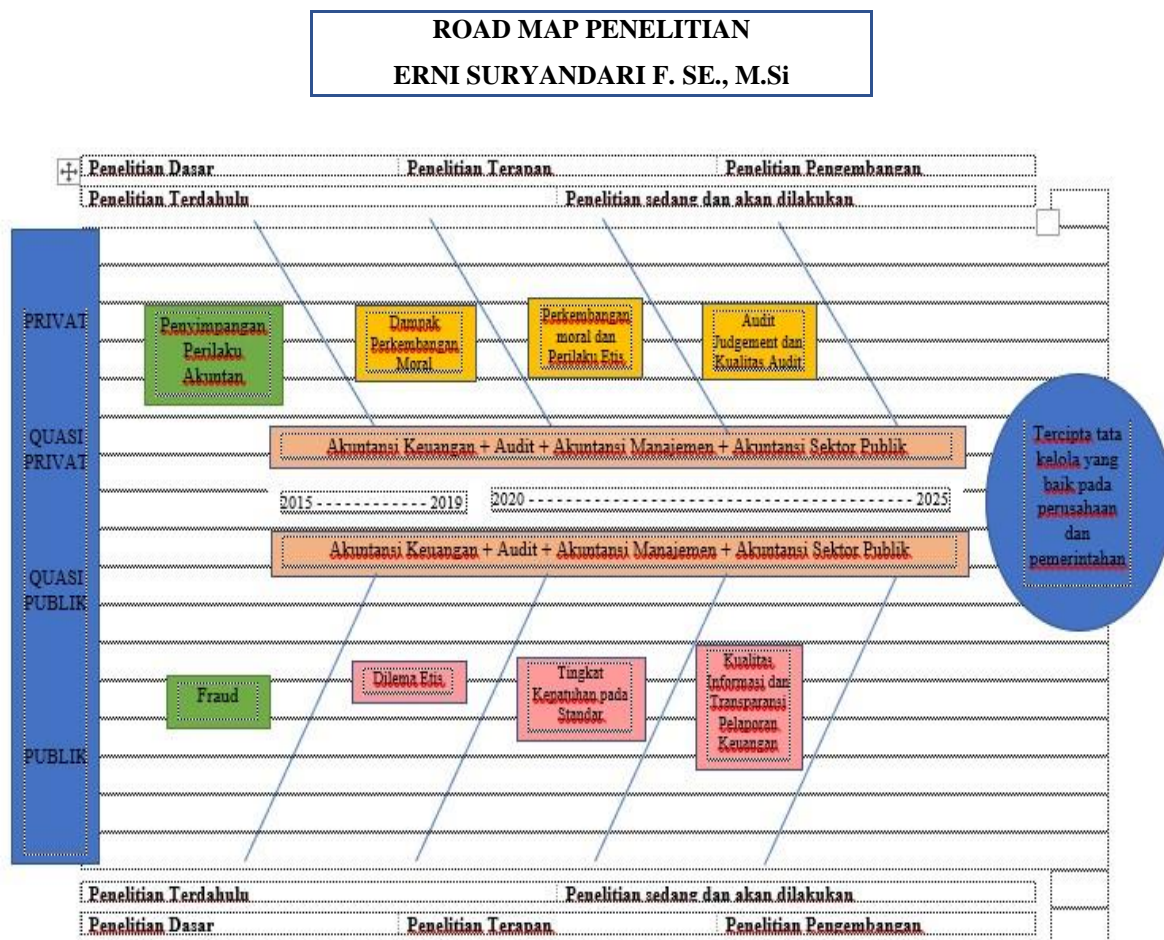 ROAD MAP PENELITIAN
ERNI SURYANDARI F. SE., M.Si
Penelitian Dasar Penelitian Terapan Penelitian Pengembangan
Penelitian Terdahulu Penelitian sedang dan akan dilakukan
PRIVAT
QUASI
PRIVAT
QUASI
PUBLIK
PUBLIK
Penyimpangan
Perilaku
Akuntan
Dampak
Perkembangan
Moral
Perkembangan
moral dan
Perilaku Etis
Audit
Judgement dan
Kualitas Audit
Akuntansi Keuangan + Audit + Akuntansi Manajemen + Akuntansi Sektor Publik
2015 - - - - - - - - - - - - 2019
2020 - - - - - - - - - - - - - - - - - - - - - - - - - - - - - - - - - 2025
Akuntansi Keuangan + Audit + Akuntansi Manajemen + Akuntansi Sektor Publik
Tercipta tata
kelola yang
baik pada
perusahaan
dan
pemerintahan
Fraud
Dilema Etis
Tingkat
Kepatuhan pada
Standar
Kualitas
Informasi dan
Transparansi
Pelaporan
Keuangan
Penelitian Terdahulu Penelitian sedang dan akan dilakukan
Penelitian Dasar Penelitian Terapan Penelitian Pengembangan